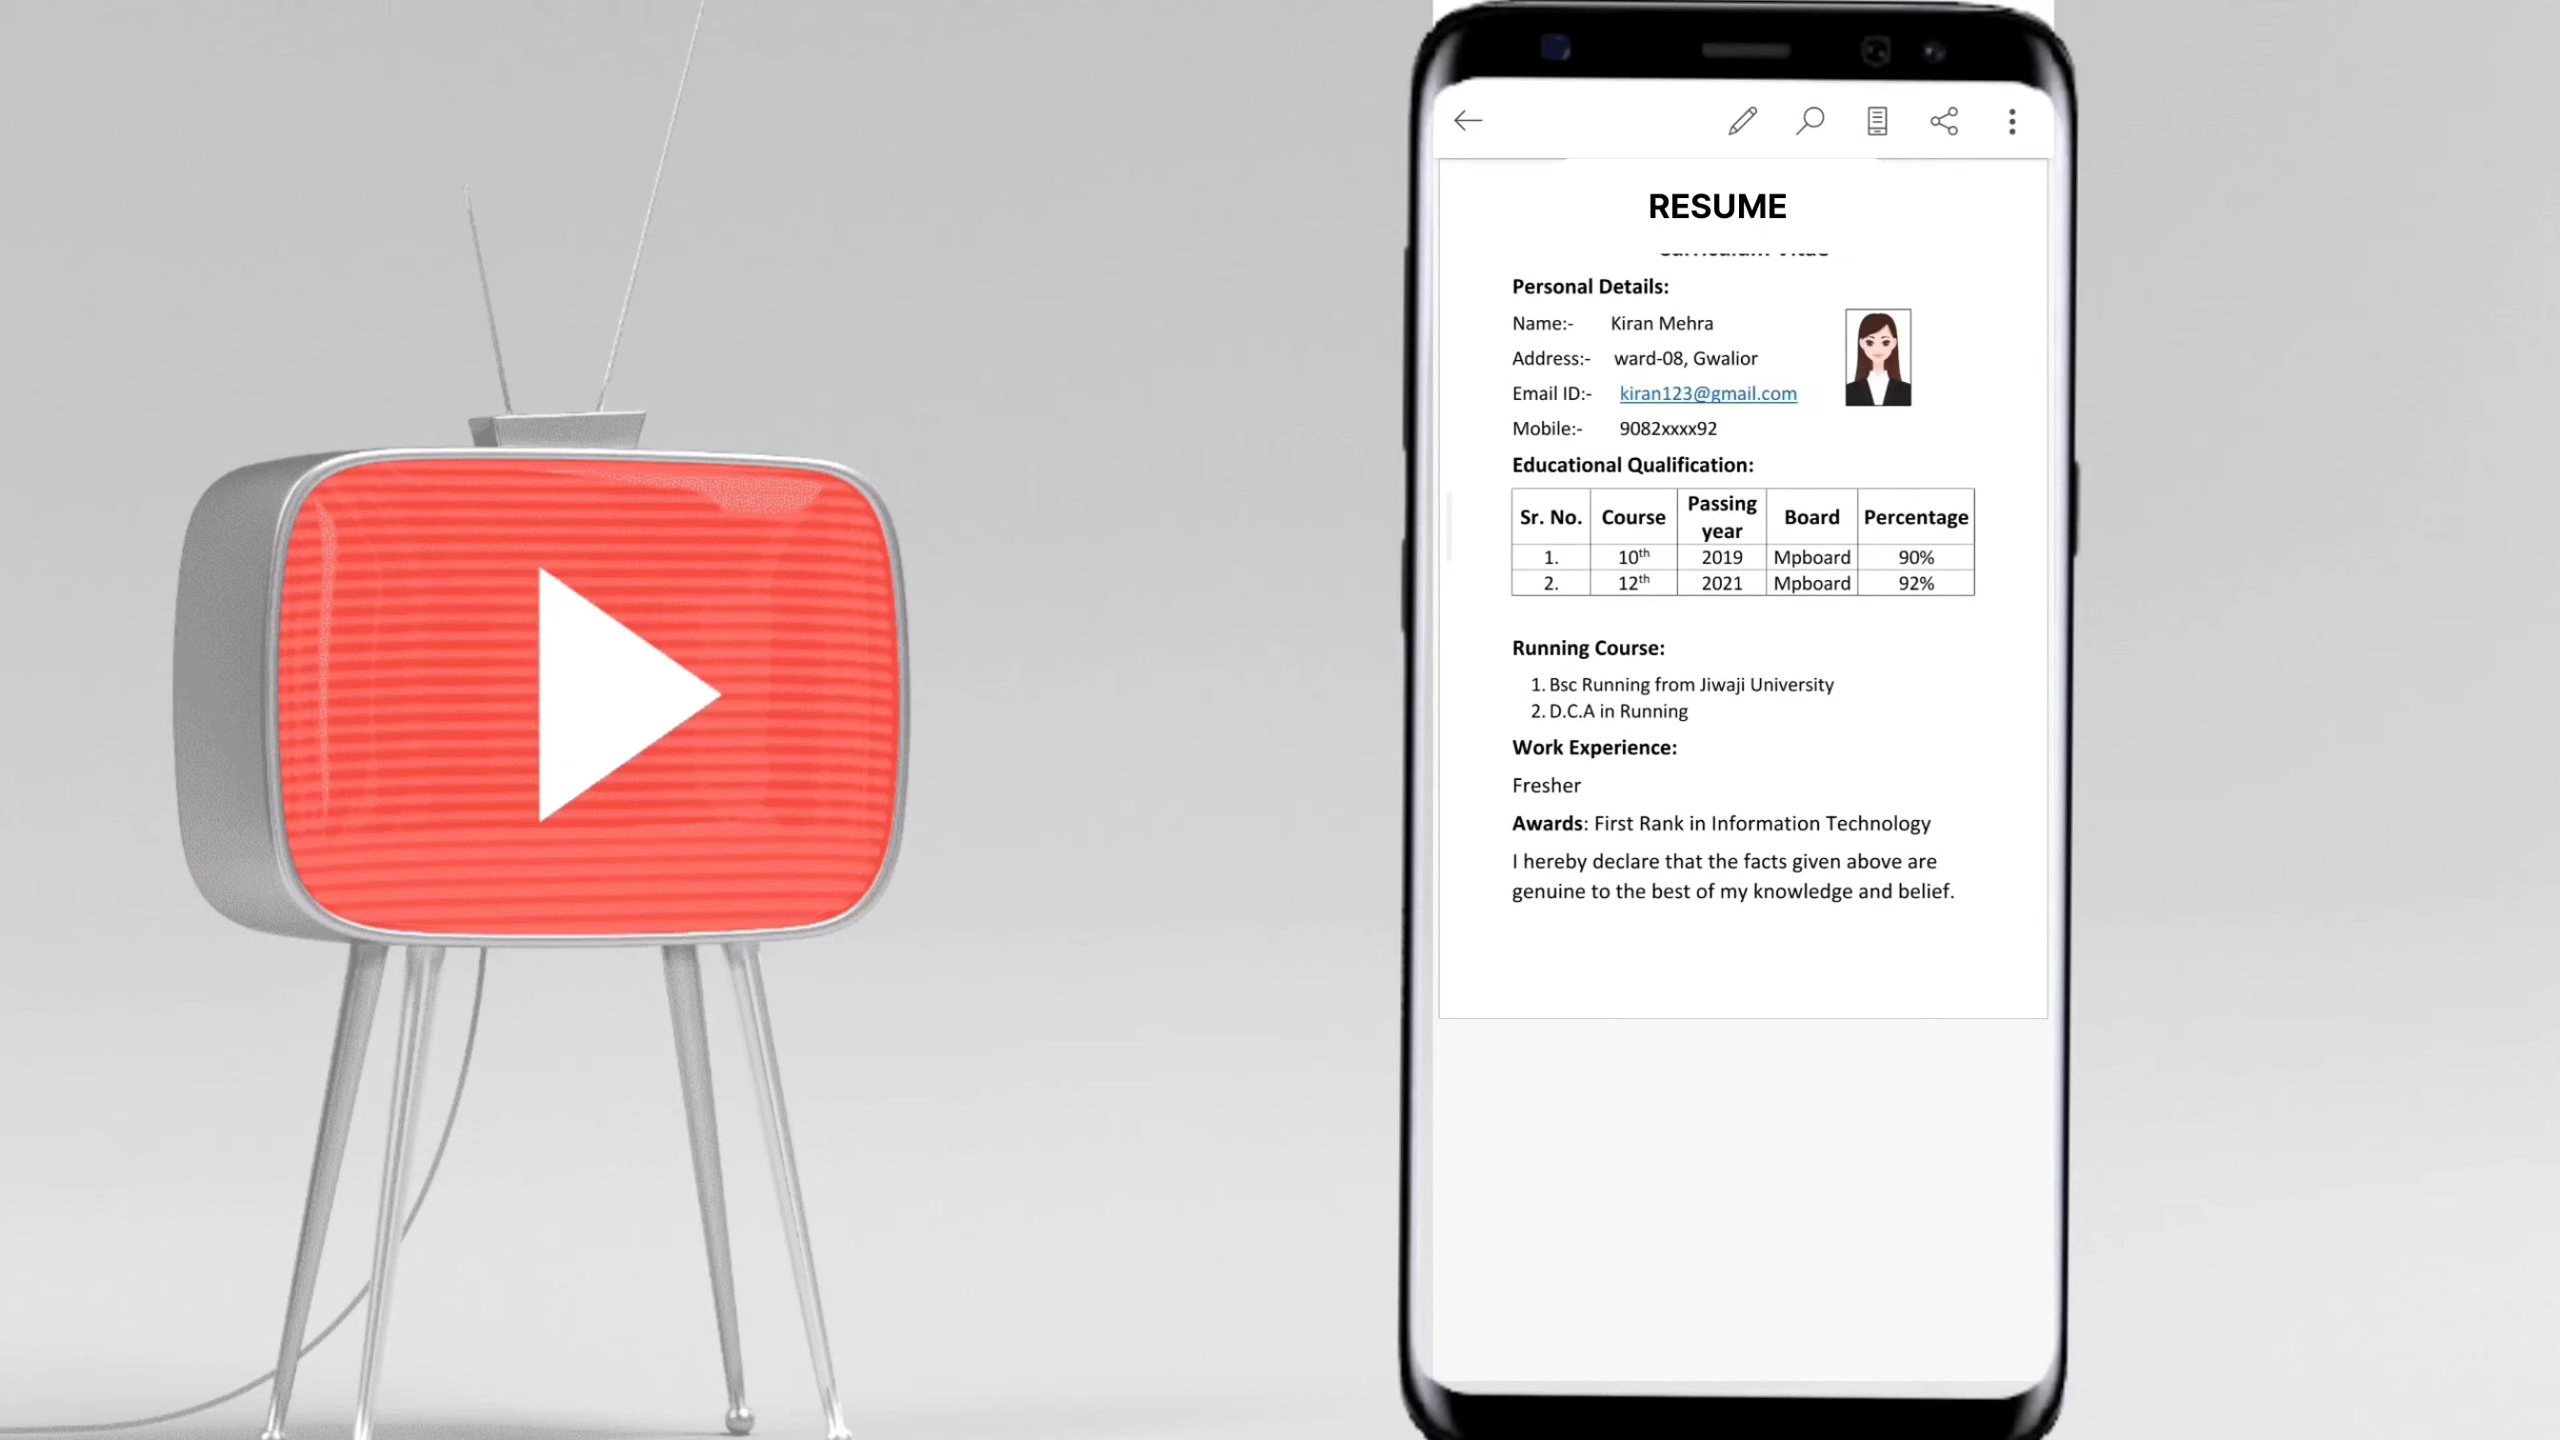 RESUME
Personal Details:
Name:- Kiran Mehra
Address:- ward-08, Gwalior
Email ID:- kiran123@gmail.com
Mobile:- 9082xxxx92
Educational Qualification:
Sr. No. Course Passing year Board Percentage
1. 10th 2019 Mpboard 90%
2. 12th 2021 Mpboard 92%
Running Course:
1. Bsc Running from Jiwaji University
2. D.C.A in Running
Work Experience:
Fresher
Awards: First Rank in Information Technology
I hereby declare that the facts given above are
genuine to the best of my knowledge and belief.